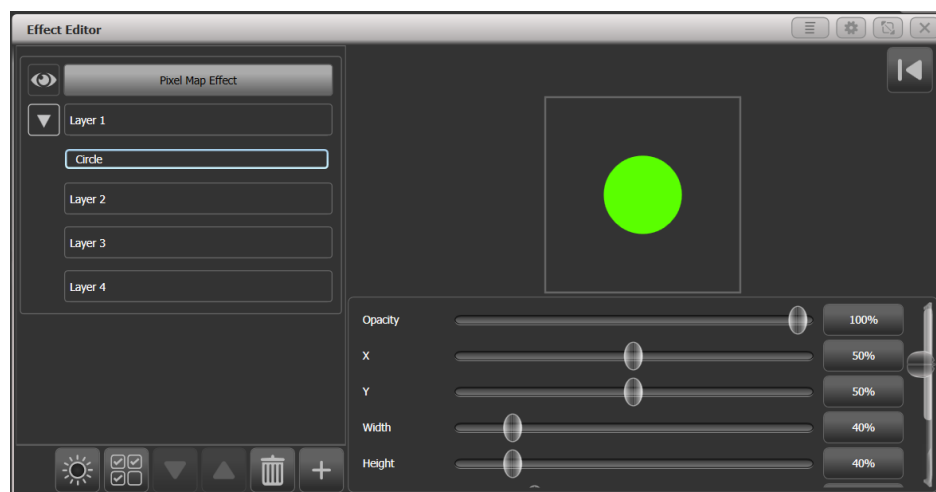 Effect Editor
Pixel Map Effect
Layer 1
Circle
Layer 2
Layer 3
Layer 4
Opacity 100%
X 50%
Y 50%
Width 40%
Height 40%